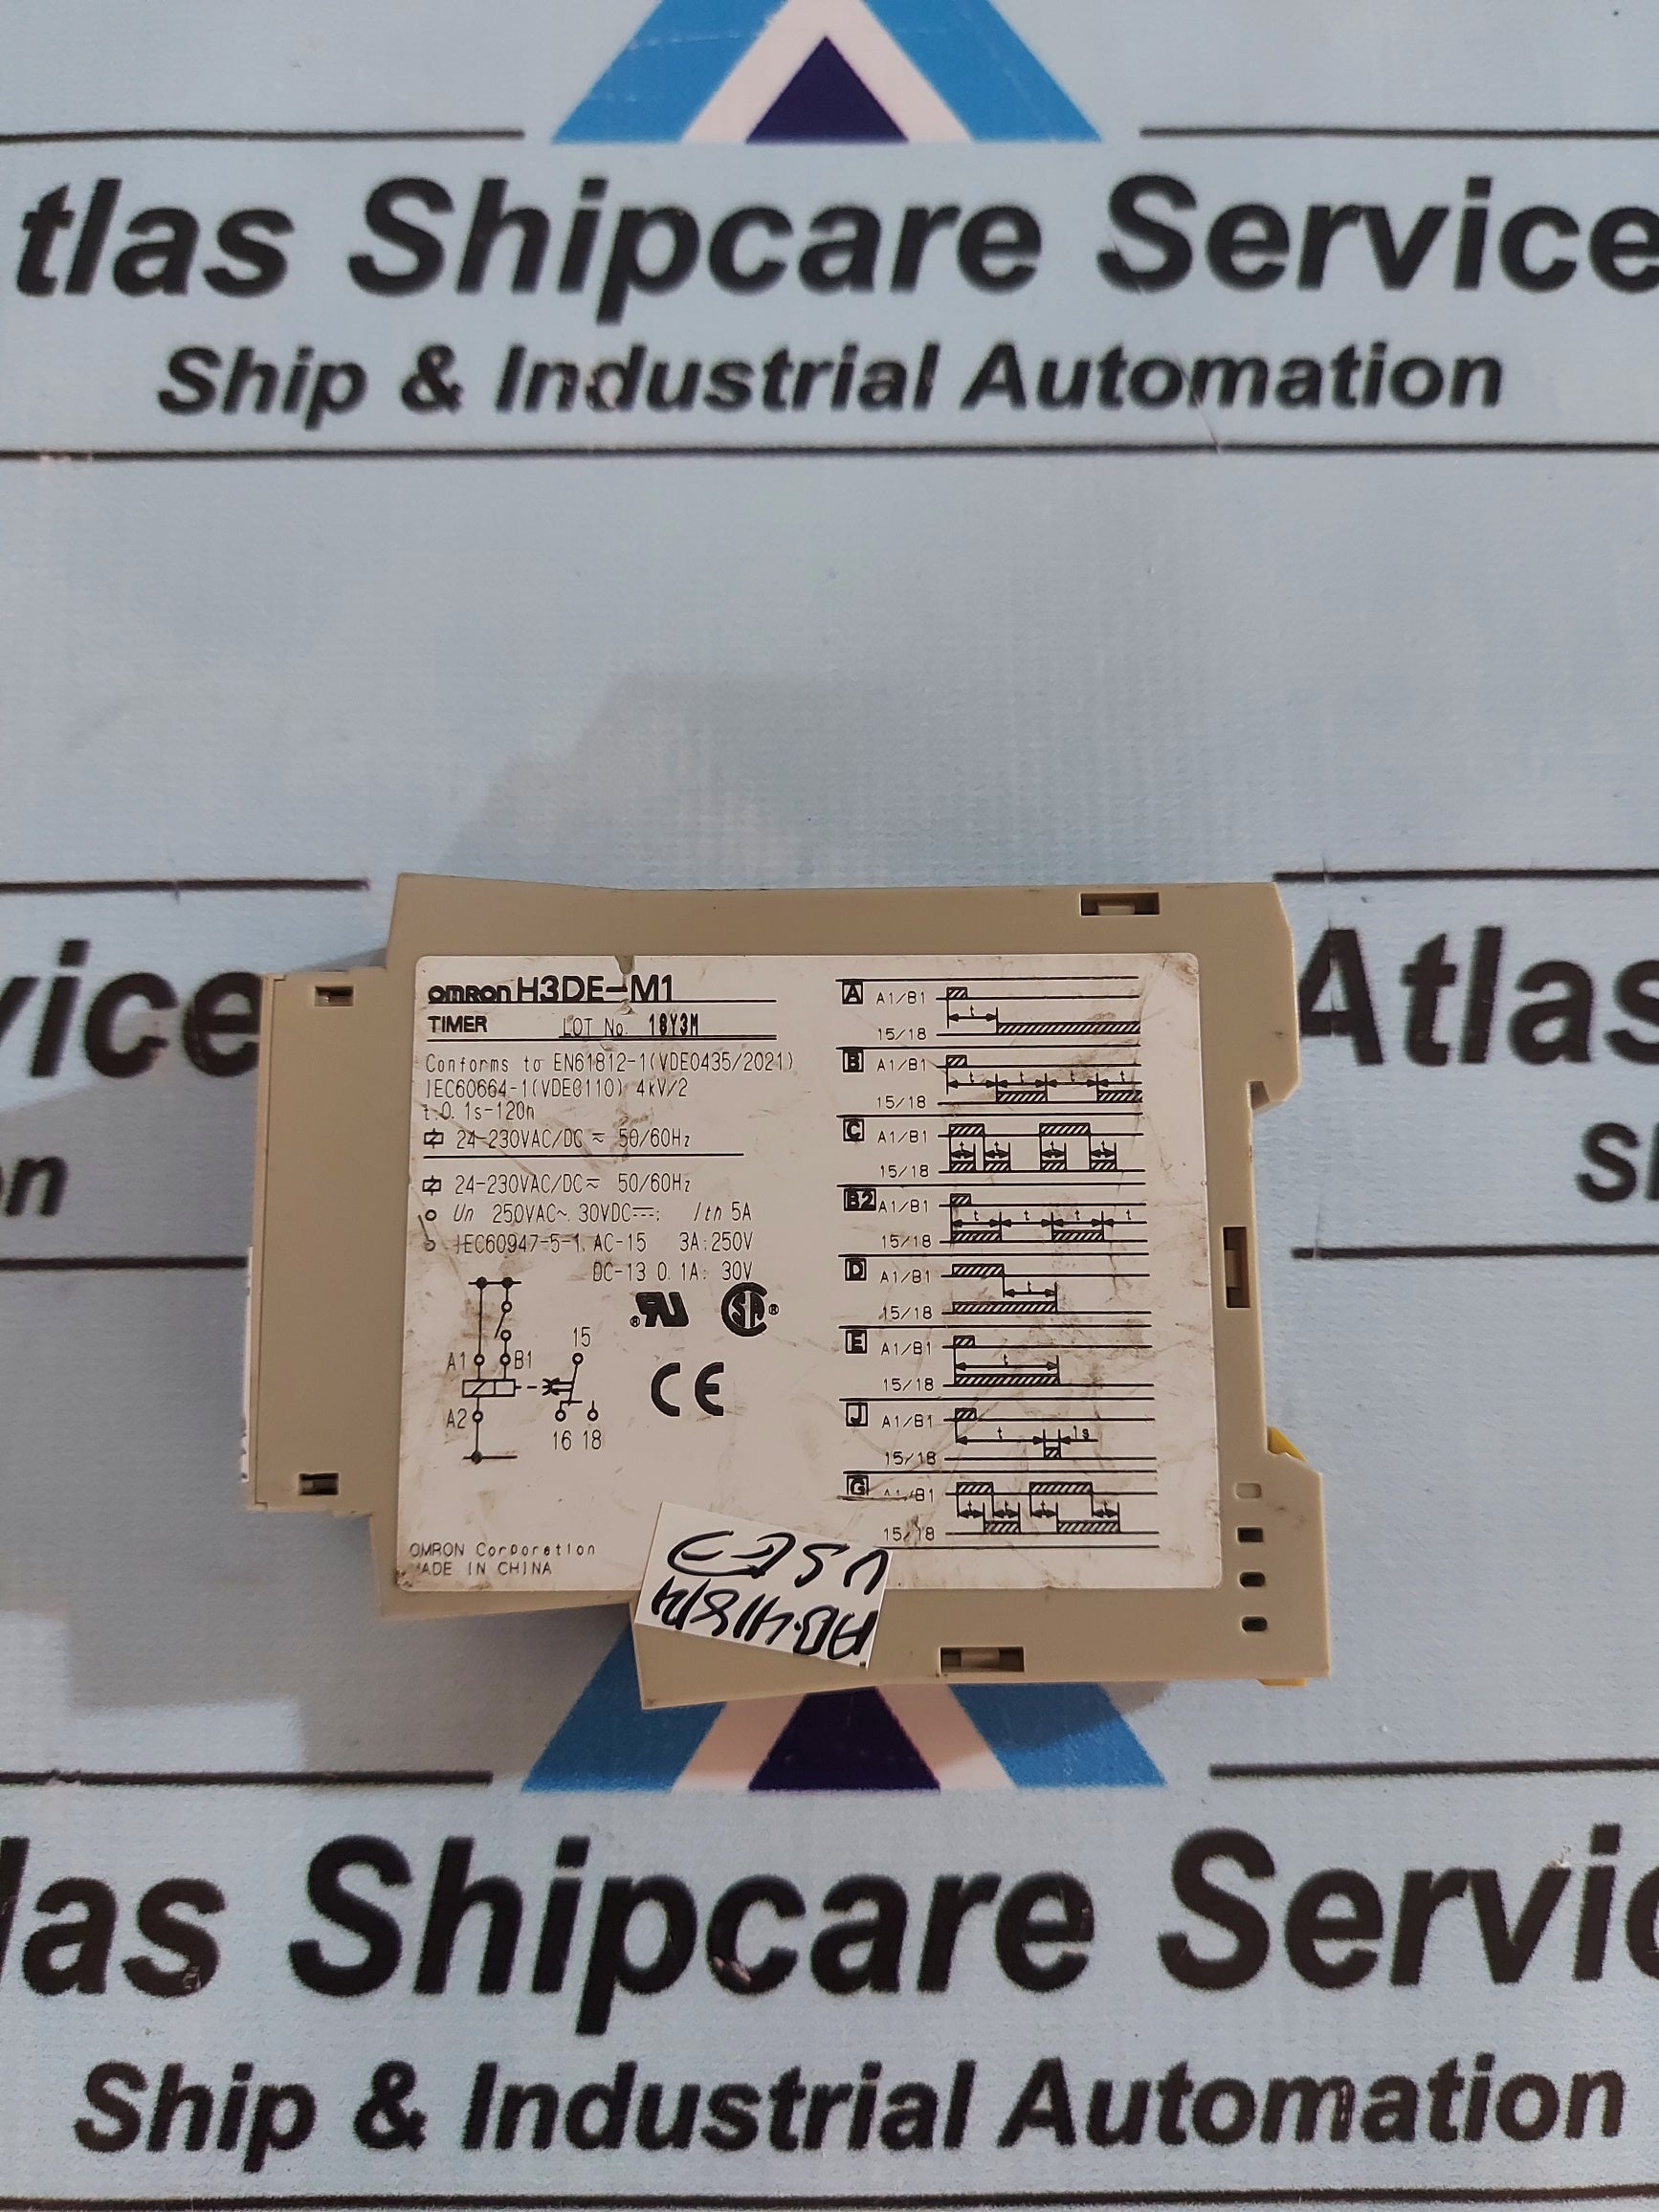 tlas Shipcare Service
Ship & Industrial Automation
vice
Atlas
on
omron H3DE-M1
TIMER LOT No. 18Y3M
Conforms to EN61812-1(VDE0435/2021)
IEC60664-1(VDE0110) 4kV/2
t:0.1s-120h
24-230VAC/DC ≂ 50/60Hz
24-230VAC/DC ≂ 50/60Hz
Un 250VAC~. 30VDC⎓; Ith 5A
IEC60947-5-1. AC-15 3A:250V
DC-13 0.1A: 30V
A1 B1 15
A2
16 18
CSA ®
CE
OMRON Corporation
MADE IN CHINA
A A1/B1 t
15/18
B A1/B1 t t t t
15/18
C A1/B1 t t t t
15/18
B2 A1/B1 t t t t
15/18
D A1/B1 t
15/18
E A1/B1 t
15/18
J A1/B1 t 1s
15/18
G A1/B1 t t t t
15/18
USED
las Shipcare Servic
Ship & Industrial Automation